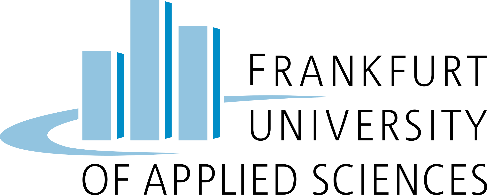 FRANKFURT
UNIVERSITY
OF APPLIED SCIENCES